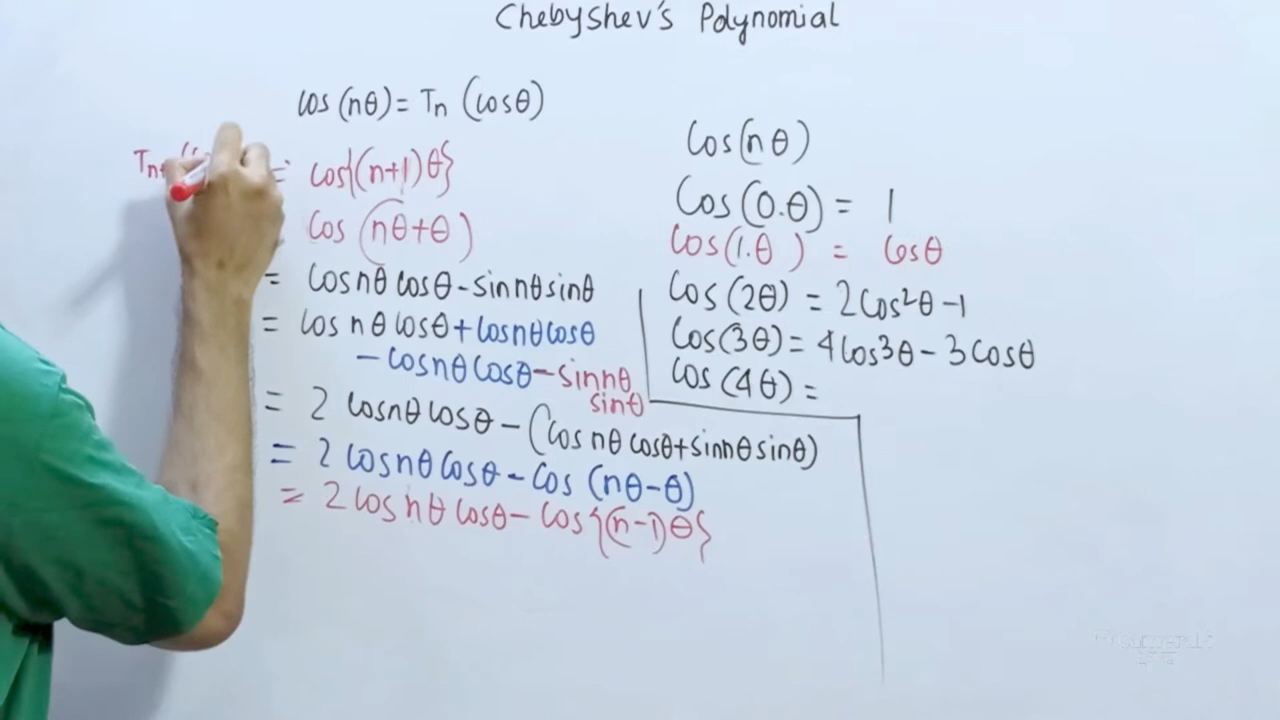 Chebyshev's Polynomial
cos(nθ) = Tn (cosθ)
= cos{(n+1)θ}
cos (nθ+θ)
= cosnθ cosθ - sinnθ sinθ
= cos nθ cosθ + cosnθ cosθ
- cosnθ cosθ - sinnθ
sinθ
= 2 cosnθ cosθ - (cos nθ cosθ + sinnθ sinθ)
= 2 cosnθ cosθ - cos (nθ-θ)
= 2 cos nθ cosθ - cos{(n-1)θ}
Cos(nθ)
Cos(0.θ) = 1
Cos(1.θ) = cosθ
Cos(2θ) = 2cos²θ - 1
Cos(3θ) = 4cos³θ - 3cosθ
Cos(4θ) =